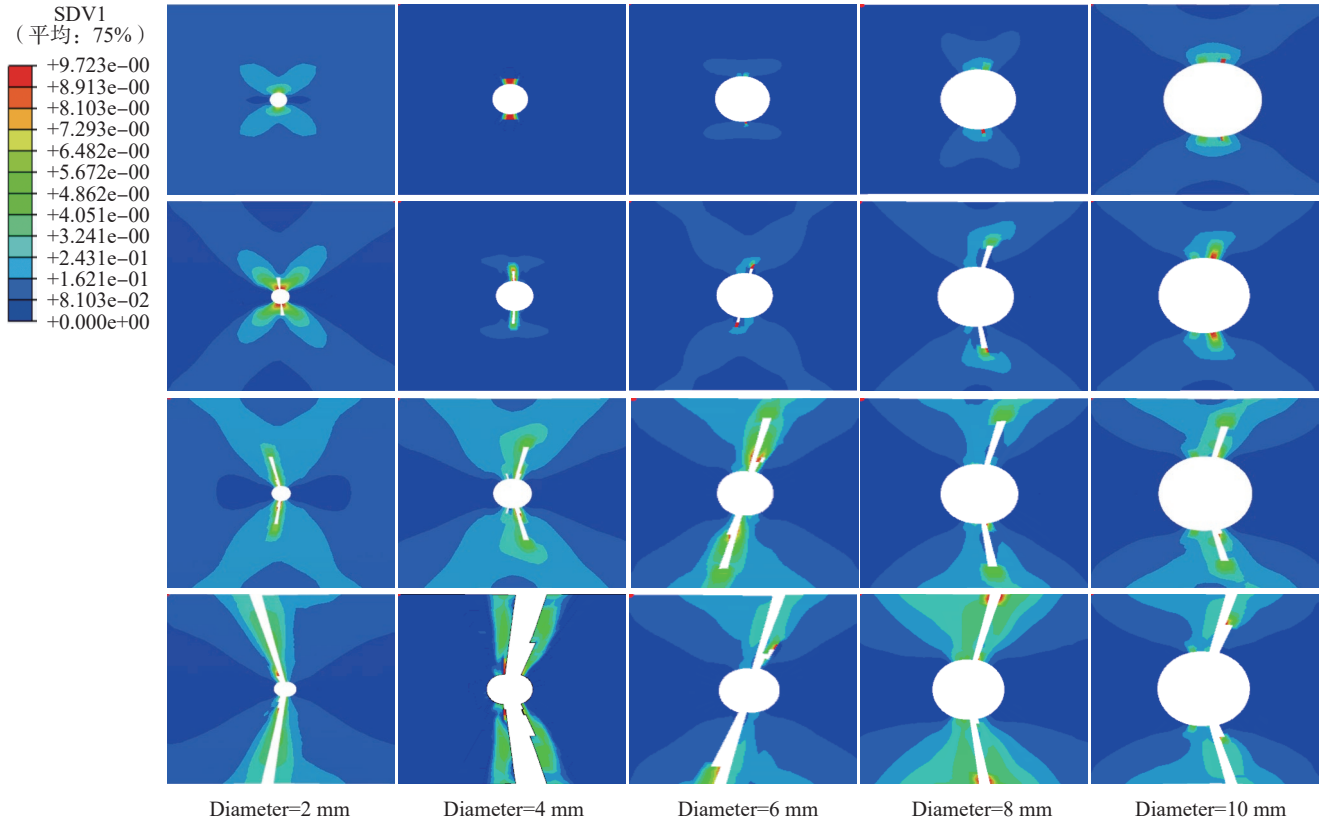 SDV1
（平均：75%）
+9.723e−00
+8.913e−00
+8.103e−00
+7.293e−00
+6.482e−00
+5.672e−00
+4.862e−00
+4.051e−00
+3.241e−00
+2.431e−01
+1.621e−01
+8.103e−02
+0.000e+00
Diameter=2 mm
Diameter=4 mm
Diameter=6 mm
Diameter=8 mm
Diameter=10 mm